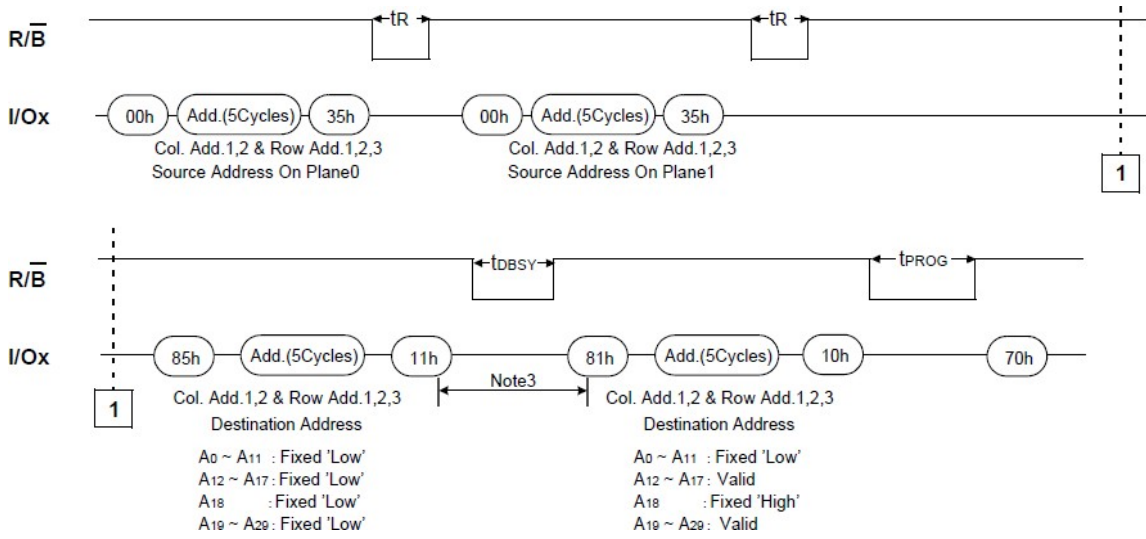 tR tR
R/B
I/Ox 00h Add.(5Cycles) 35h 00h Add.(5Cycles) 35h
Col. Add.1,2 & Row Add.1,2,3 Col. Add.1,2 & Row Add.1,2,3
Source Address On Plane0 Source Address On Plane1
1
tDBSY tPROG
R/B
I/Ox 85h Add.(5Cycles) 11h 81h Add.(5Cycles) 10h 70h
Note3
1
Col. Add.1,2 & Row Add.1,2,3 Col. Add.1,2 & Row Add.1,2,3
Destination Address Destination Address
A0 ~ A11 : Fixed 'Low' A0 ~ A11 : Fixed 'Low'
A12 ~ A17 : Fixed 'Low' A12 ~ A17 : Valid
A18 : Fixed 'Low' A18 : Fixed 'High'
A19 ~ A29 : Fixed 'Low' A19 ~ A29 : Valid